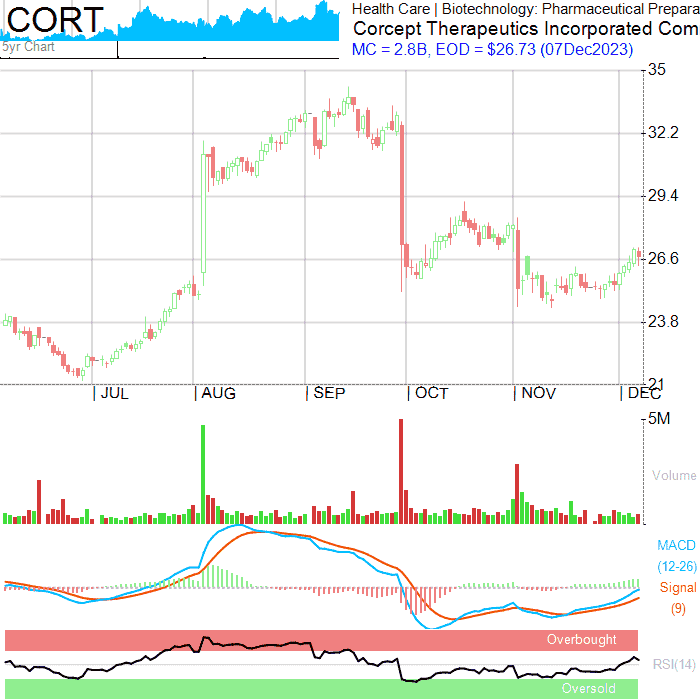 CORT
5yr Chart
Health Care | Biotechnology: Pharmaceutical Prepara
Corcept Therapeutics Incorporated Com
MC = 2.8B, EOD = $26.73 (07Dec2023)
35
32.2
29.4
26.6
23.8
21
| JUL | AUG | SEP | OCT | NOV | DEC
5M
Volume
MACD
(12-26)
Signal
(9)
Overbought
RSI(14)
Oversold